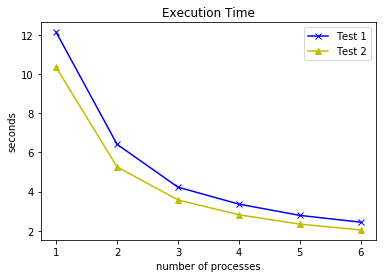 Execution Time
Test 1
Test 2
seconds
12
10
8
6
4
2
1 2 3 4 5 6
number of processes